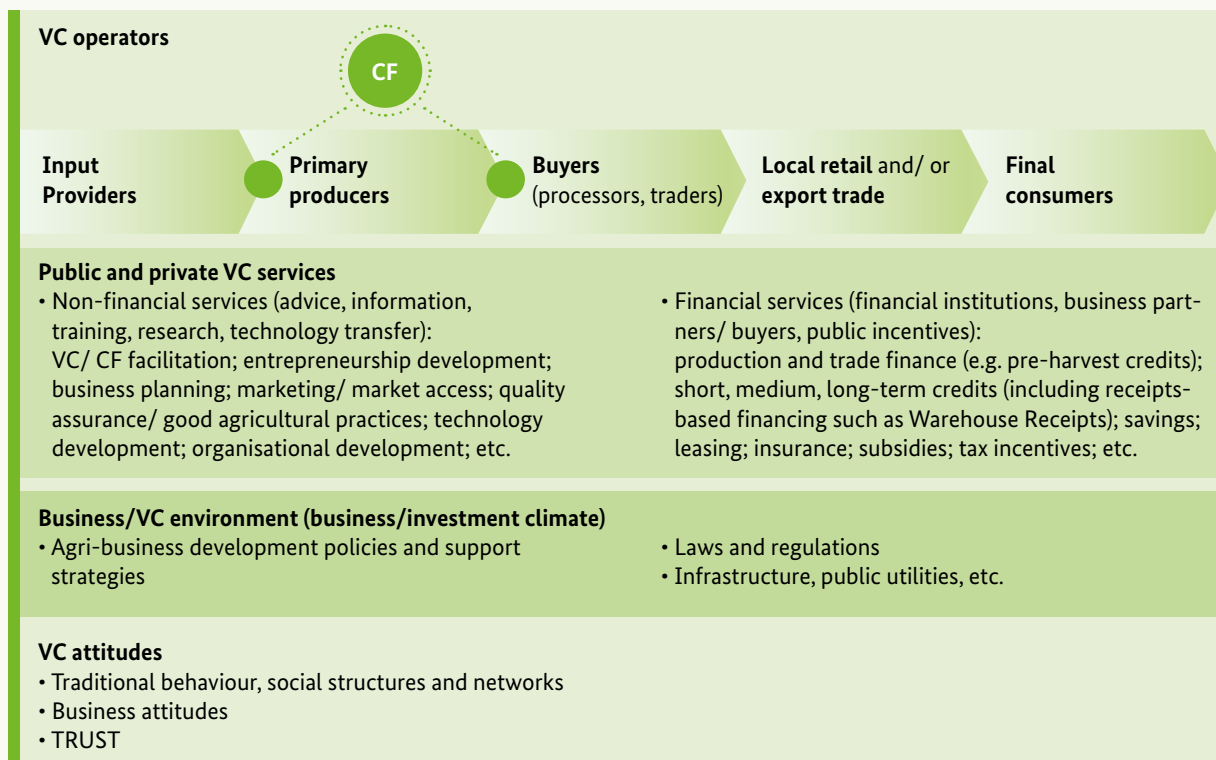 VC operators
CF
Input
Providers
Primary
producers
Buyers
(processors, traders)
Local retail and/ or
export trade
Final
consumers
Public and private VC services
• Non-financial services (advice, information,
training, research, technology transfer):
VC/ CF facilitation; entrepreneurship development;
business planning; marketing/ market access; quality
assurance/ good agricultural practices; technology
development; organisational development; etc.
• Financial services (financial institutions, business part-
ners/ buyers, public incentives):
production and trade finance (e.g. pre-harvest credits);
short, medium, long-term credits (including receipts-
based financing such as Warehouse Receipts); savings;
leasing; insurance; subsidies; tax incentives; etc.
Business/VC environment (business/investment climate)
• Agri-business development policies and support
strategies
• Laws and regulations
• Infrastructure, public utilities, etc.
VC attitudes
• Traditional behaviour, social structures and networks
• Business attitudes
• TRUST